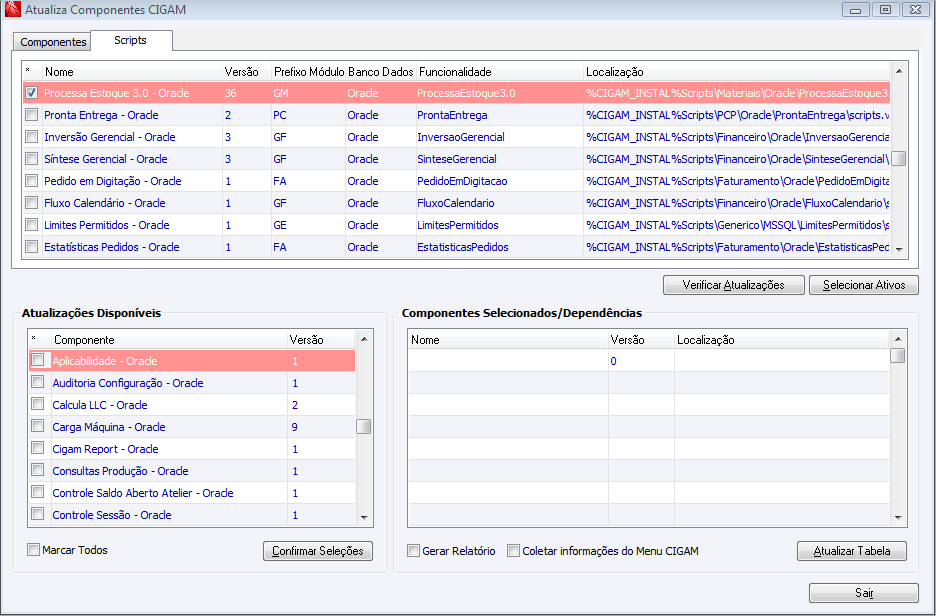 Atualiza Componentes CIGAM
Componentes Scripts
* Nome Versão Prefixo Módulo Banco Dados Funcionalidade Localização
Processa Estoque 3.0 - Oracle 36 GM Oracle ProcessaEstoque3.0 %CIGAM_INSTAL%Scripts\Materiais\Oracle\ProcessaEstoque3
Pronta Entrega - Oracle 2 PC Oracle ProntaEntrega %CIGAM_INSTAL%Scripts\PCP\Oracle\ProntaEntrega\scripts.v
Inversão Gerencial - Oracle 3 GF Oracle InversaoGerencial %CIGAM_INSTAL%Scripts\Financeiro\Oracle\InversaoGerencia
Síntese Gerencial - Oracle 3 GF Oracle SinteseGerencial %CIGAM_INSTAL%Scripts\Financeiro\Oracle\SinteseGerencial\
Pedido em Digitação - Oracle 1 FA Oracle PedidoEmDigitacao %CIGAM_INSTAL%Scripts\Faturamento\Oracle\PedidoEmDigita
Fluxo Calendário - Oracle 1 GF Oracle FluxoCalendario %CIGAM_INSTAL%Scripts\Financeiro\Oracle\FluxoCalendario\s
Limites Permitidos - Oracle 1 GE Oracle LimitesPermitidos %CIGAM_INSTAL%Scripts\Generico\MSSQL\LimitesPermitidos\s
Estatísticas Pedidos - Oracle 1 FA Oracle EstatisticasPedidos %CIGAM_INSTAL%Scripts\Faturamento\Oracle\EstatisticasPed
Verificar Atualizações Selecionar Ativos
Atualizações Disponíveis
* Componente Versão
Aplicabilidade - Oracle 1
Auditoria Configuração - Oracle 1
Calcula LLC - Oracle 2
Carga Máquina - Oracle 9
Cigam Report - Oracle 1
Consultas Produção - Oracle 1
Controle Saldo Aberto Atelier - Oracle 1
Controle Sessão - Oracle 1
Marcar Todos Confirmar Seleções
Componentes Selecionados/Dependências
Nome Versão Localização
0
Gerar Relatório Coletar informações do Menu CIGAM Atualizar Tabela
Sair